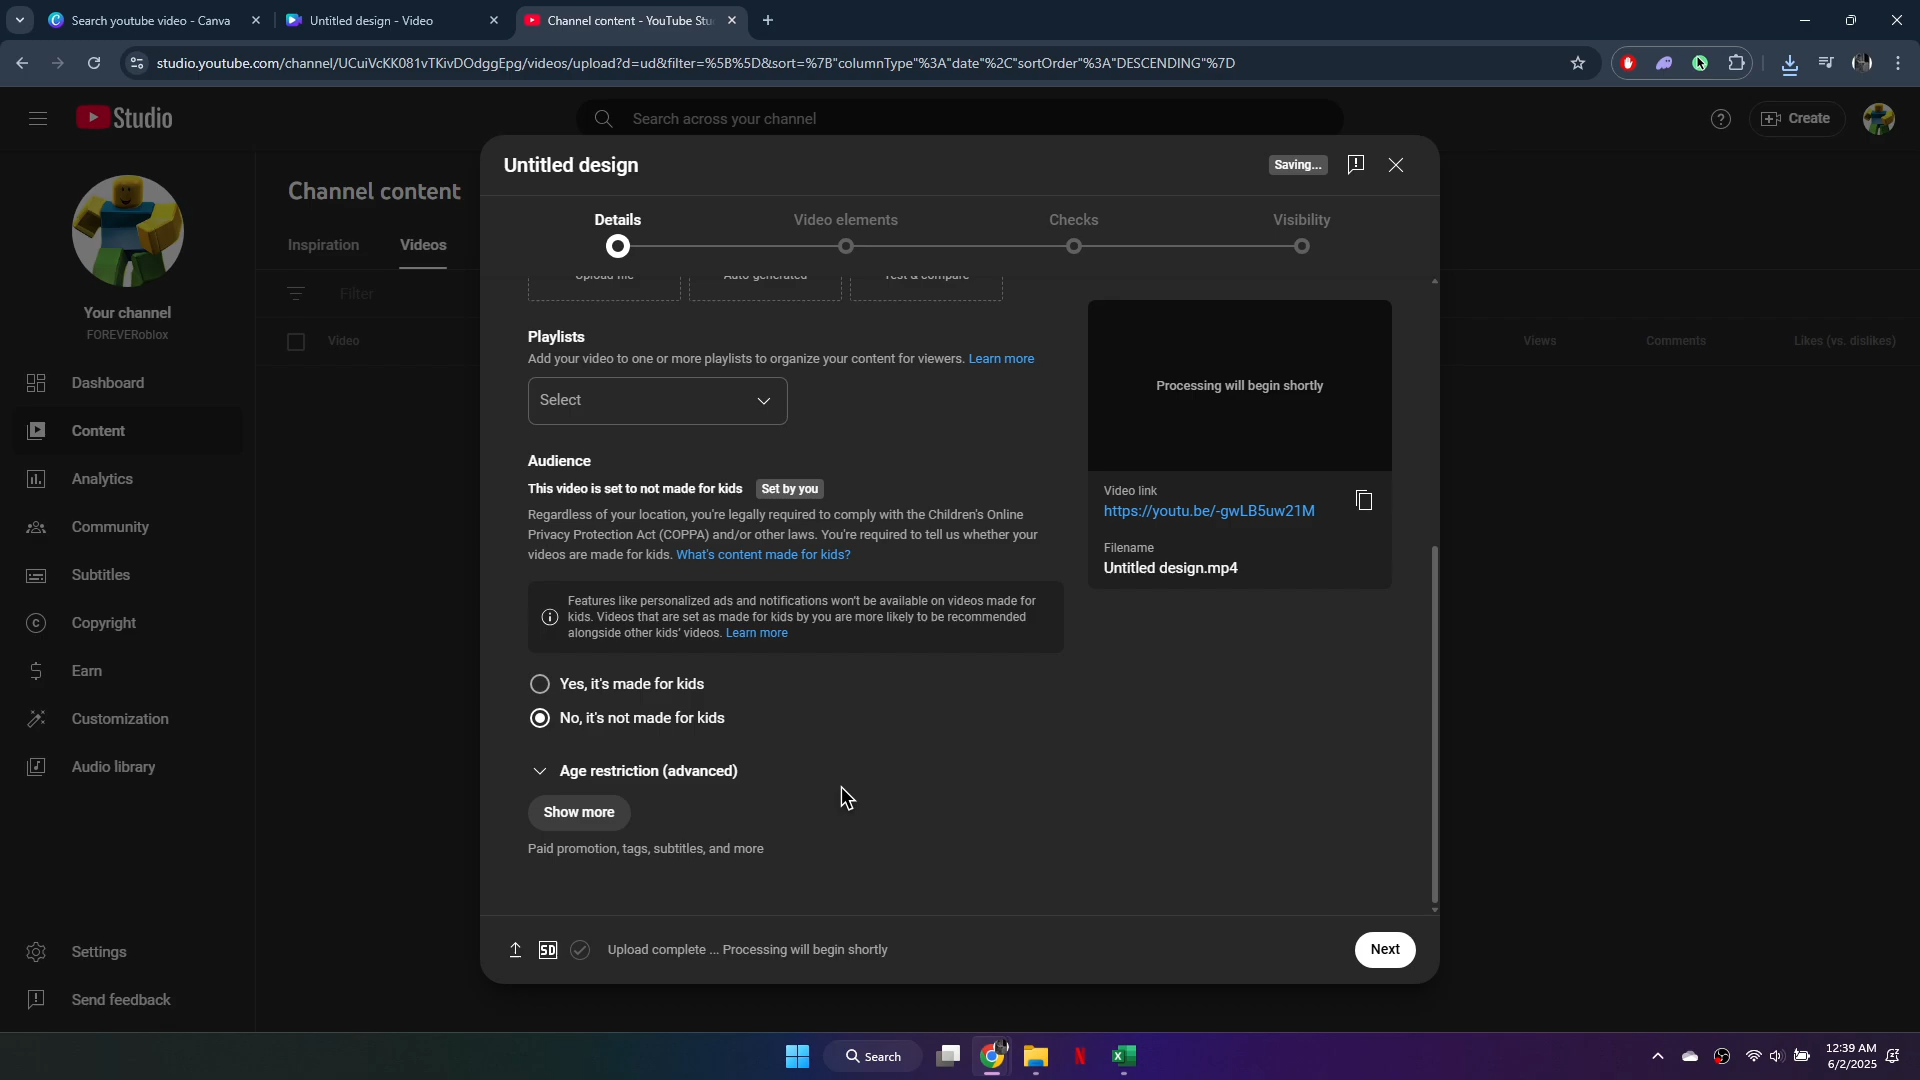 Search youtube video - Canva
Untitled design - Video
Channel content - YouTube Stu
studio.youtube.com/channel/UCuiVcKK081vTKivDOdggEpg/videos/upload?d=ud&filter=%5B%5D&sort=%7B"columnType"%3A"date"%2C"sortOrder"%3A"DESCENDING"%7D
Studio
Search across your channel
Create
Your channel
FOREVERoblox
Dashboard
Content
Analytics
Community
Subtitles
Copyright
Earn
Customization
Audio library
Settings
Send feedback
Channel content
Inspiration
Videos
Filter
Video
Views
Comments
Likes (vs. dislikes)
Untitled design
Saving...
Details
Video elements
Checks
Visibility
Upload file
Auto generated
Test & compare
Playlists
Add your video to one or more playlists to organize your content for viewers. Learn more
Select
Audience
This video is set to not made for kids Set by you
Regardless of your location, you're legally required to comply with the Children's Online
Privacy Protection Act (COPPA) and/or other laws. You're required to tell us whether your
videos are made for kids. What's content made for kids?
Features like personalized ads and notifications won't be available on videos made for
kids. Videos that are set as made for kids by you are more likely to be recommended
alongside other kids' videos. Learn more
Yes, it's made for kids
No, it's not made for kids
Age restriction (advanced)
Show more
Paid promotion, tags, subtitles, and more
Processing will begin shortly
Video link
https://youtu.be/-gwLB5uw21M
Filename
Untitled design.mp4
SD
Upload complete ... Processing will begin shortly
Next
Search
12:39 AM
6/2/2025